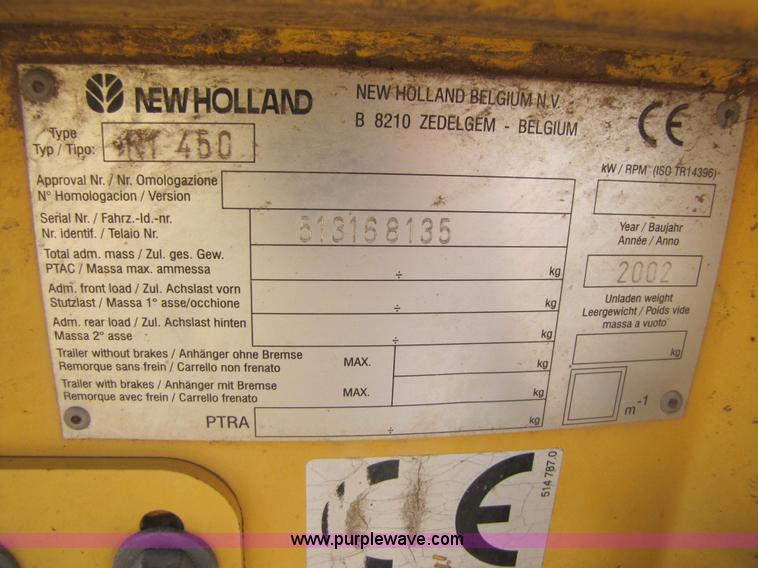 NEW HOLLAND
NEW HOLLAND BELGIUM N.V.
B 8210 ZEDELGEM - BELGIUM
CE
Type
Typ / Tipo:
450
kW / RPM (ISO TR14396)
Approval Nr. / Nr. Omologazione
N° Homologacion / Version
Serial Nr. / Fahrz.-Id.-nr.
Nr. identif. / Telaio Nr.
513168135
Year / Baujahr
Année / Anno
2002
Total adm. mass / Zul. ges. Gew.
PTAC / Massa max. ammessa
÷ kg
Adm. front load / Zul. Achslast vorn
Stutzlast / Massa 1° asse/occhione
÷ kg
Unladen weight
Leergewicht / Poids vide
massa a vuoto
kg
Adm. rear load / Zul. Achslast hinten
Massa 2° asse
÷ kg
Trailer without brakes / Anhänger ohne Bremse
Remorque sans frein / Carrello non frenato
MAX. kg
Trailer with brakes / Anhänger mit Bremse
Remorque avec frein / Carrello frenato
MAX. kg
m-1
PTRA ÷ kg
CE
514 787.0
www.purplewave.com